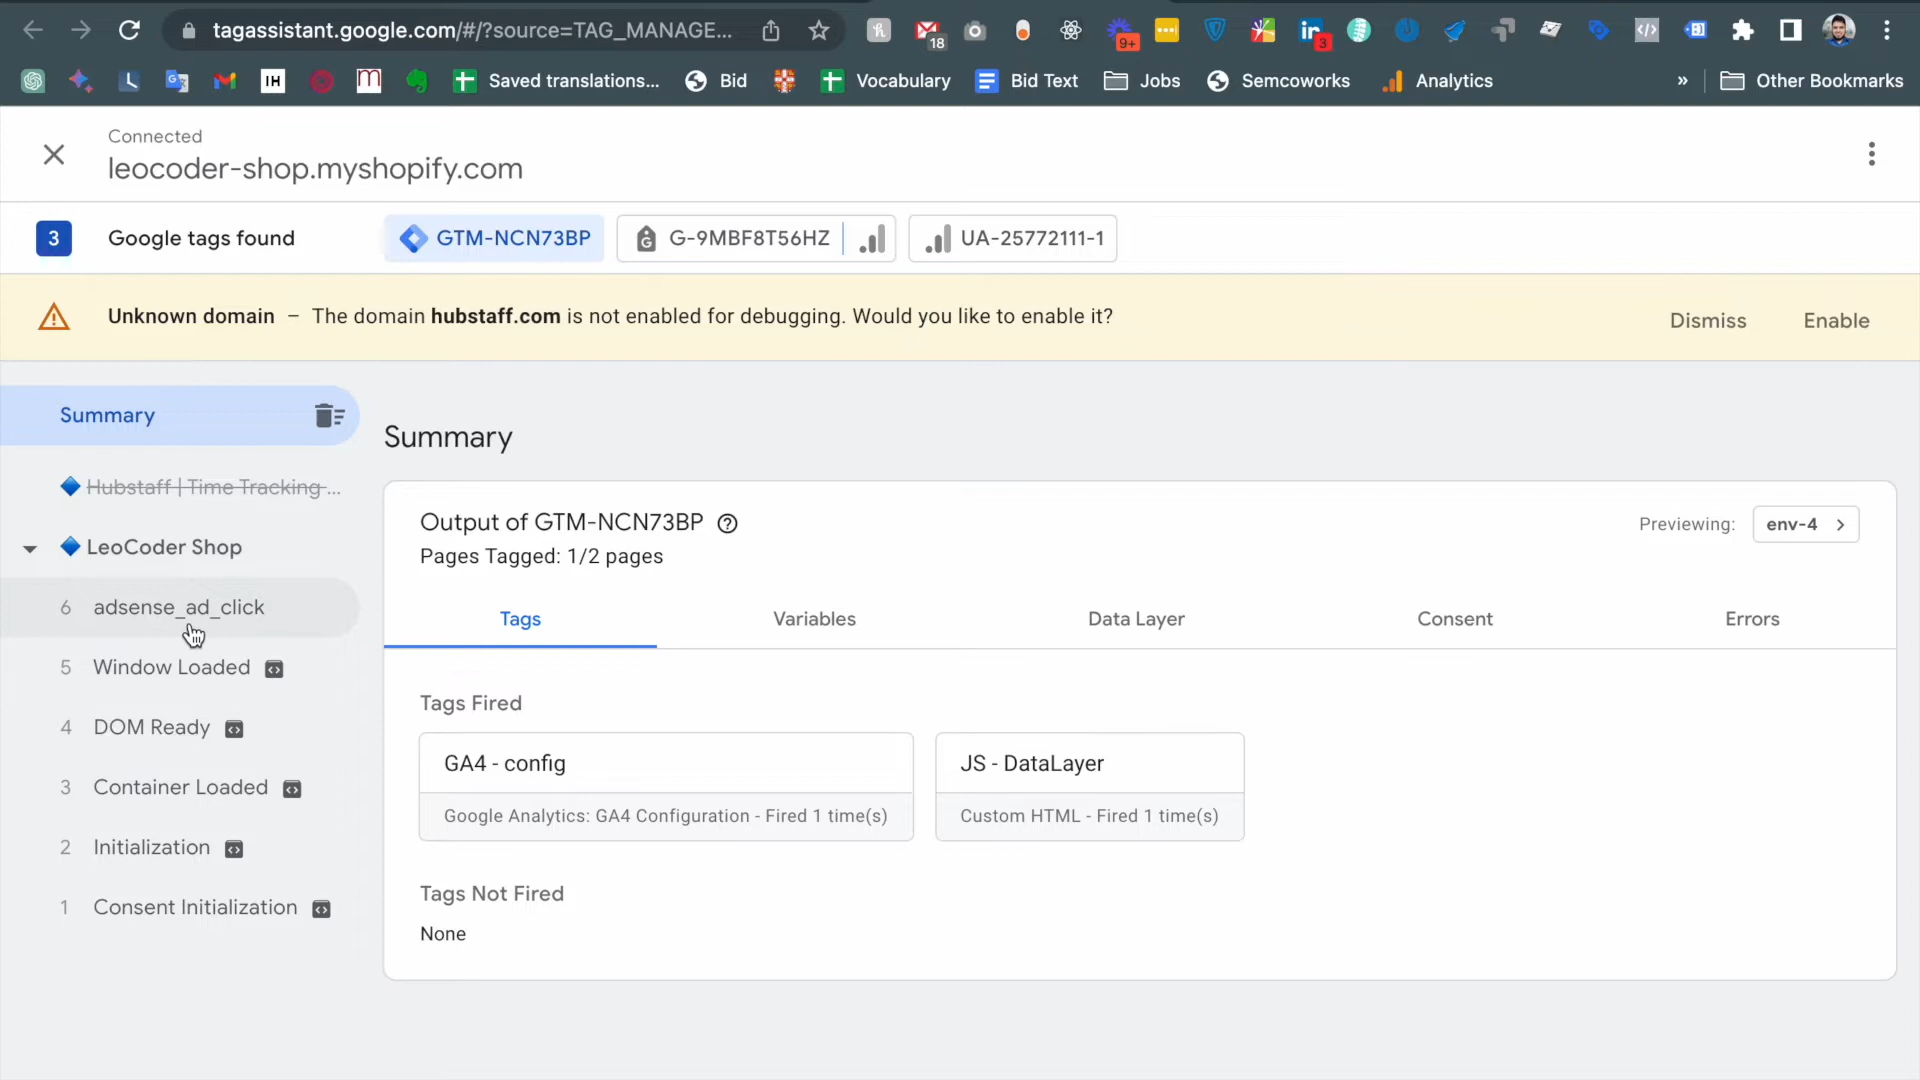 tagassistant.google.com/#/?source=TAG_MANAGE...
18
9+
in
3
IH
m
Saved translations...
Bid
Vocabulary
Bid Text
Jobs
Semcoworks
Analytics
»
Other Bookmarks
Connected
leocoder-shop.myshopify.com
3
Google tags found
GTM-NCN73BP
G-9MBF8T56HZ
UA-25772111-1
Unknown domain – The domain hubstaff.com is not enabled for debugging. Would you like to enable it?
Dismiss
Enable
Summary
Hubstaff | Time Tracking ...
LeoCoder Shop
6 adsense_ad_click
5 Window Loaded
4 DOM Ready
3 Container Loaded
2 Initialization
1 Consent Initialization
Summary
Output of GTM-NCN73BP
Pages Tagged: 1/2 pages
Previewing:
env-4
Tags
Variables
Data Layer
Consent
Errors
Tags Fired
GA4 - config
Google Analytics: GA4 Configuration - Fired 1 time(s)
JS - DataLayer
Custom HTML - Fired 1 time(s)
Tags Not Fired
None